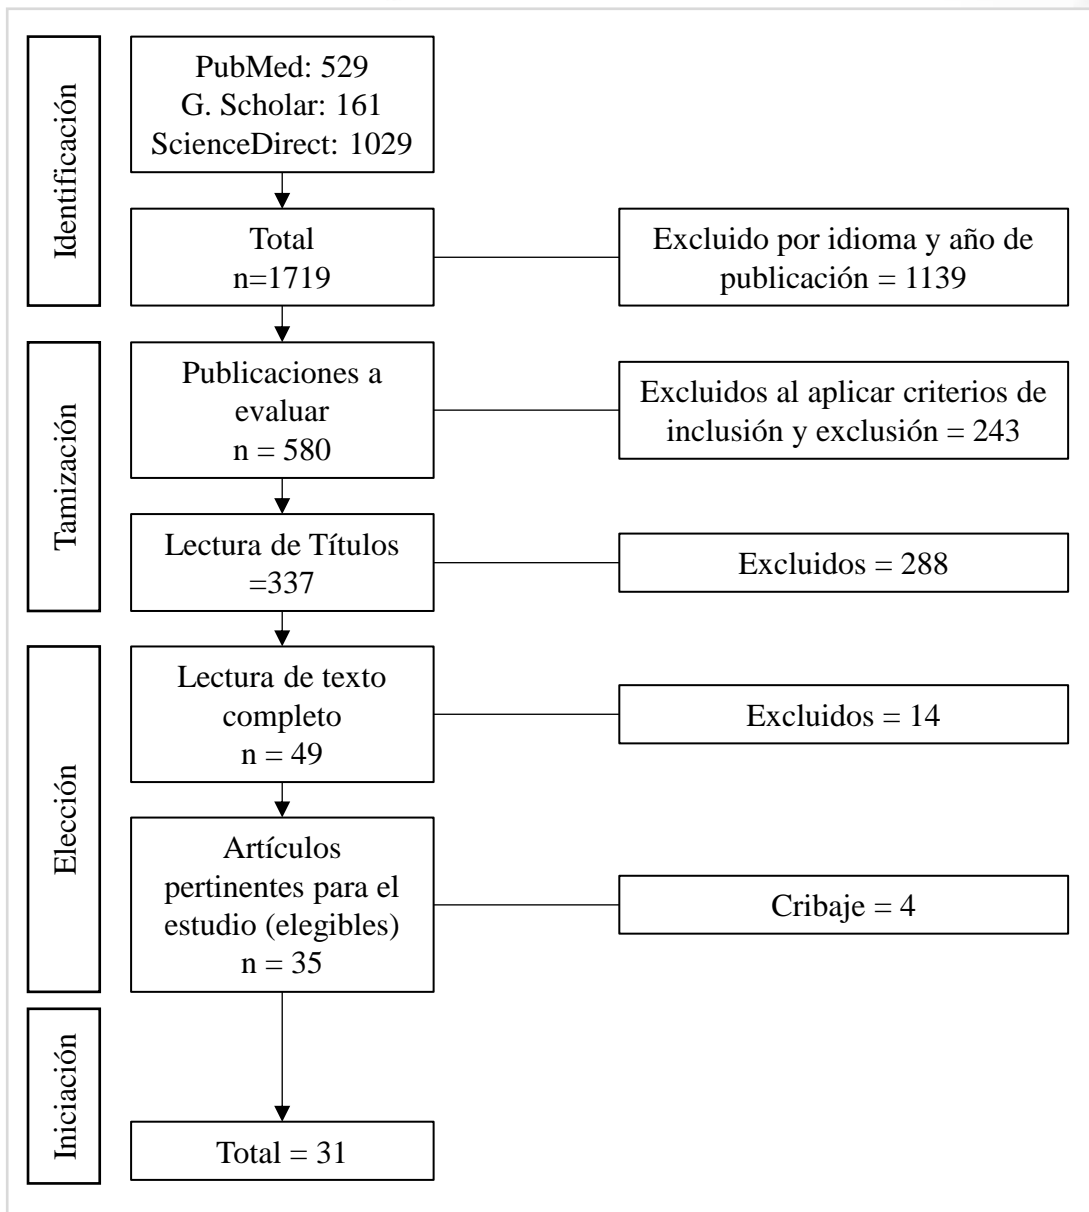 Identificación
PubMed: 529
G. Scholar: 161
ScienceDirect: 1029
Total
n=1719
Excluido por idioma y año de
publicación = 1139
Tamización
Publicaciones a
evaluar
n = 580
Excluidos al aplicar criterios de
inclusión y exclusión = 243
Lectura de Títulos
=337
Excluidos = 288
Elección
Lectura de texto
completo
n = 49
Excluidos = 14
Artículos
pertinentes para el
estudio (elegibles)
n = 35
Cribaje = 4
Iniciación
Total = 31